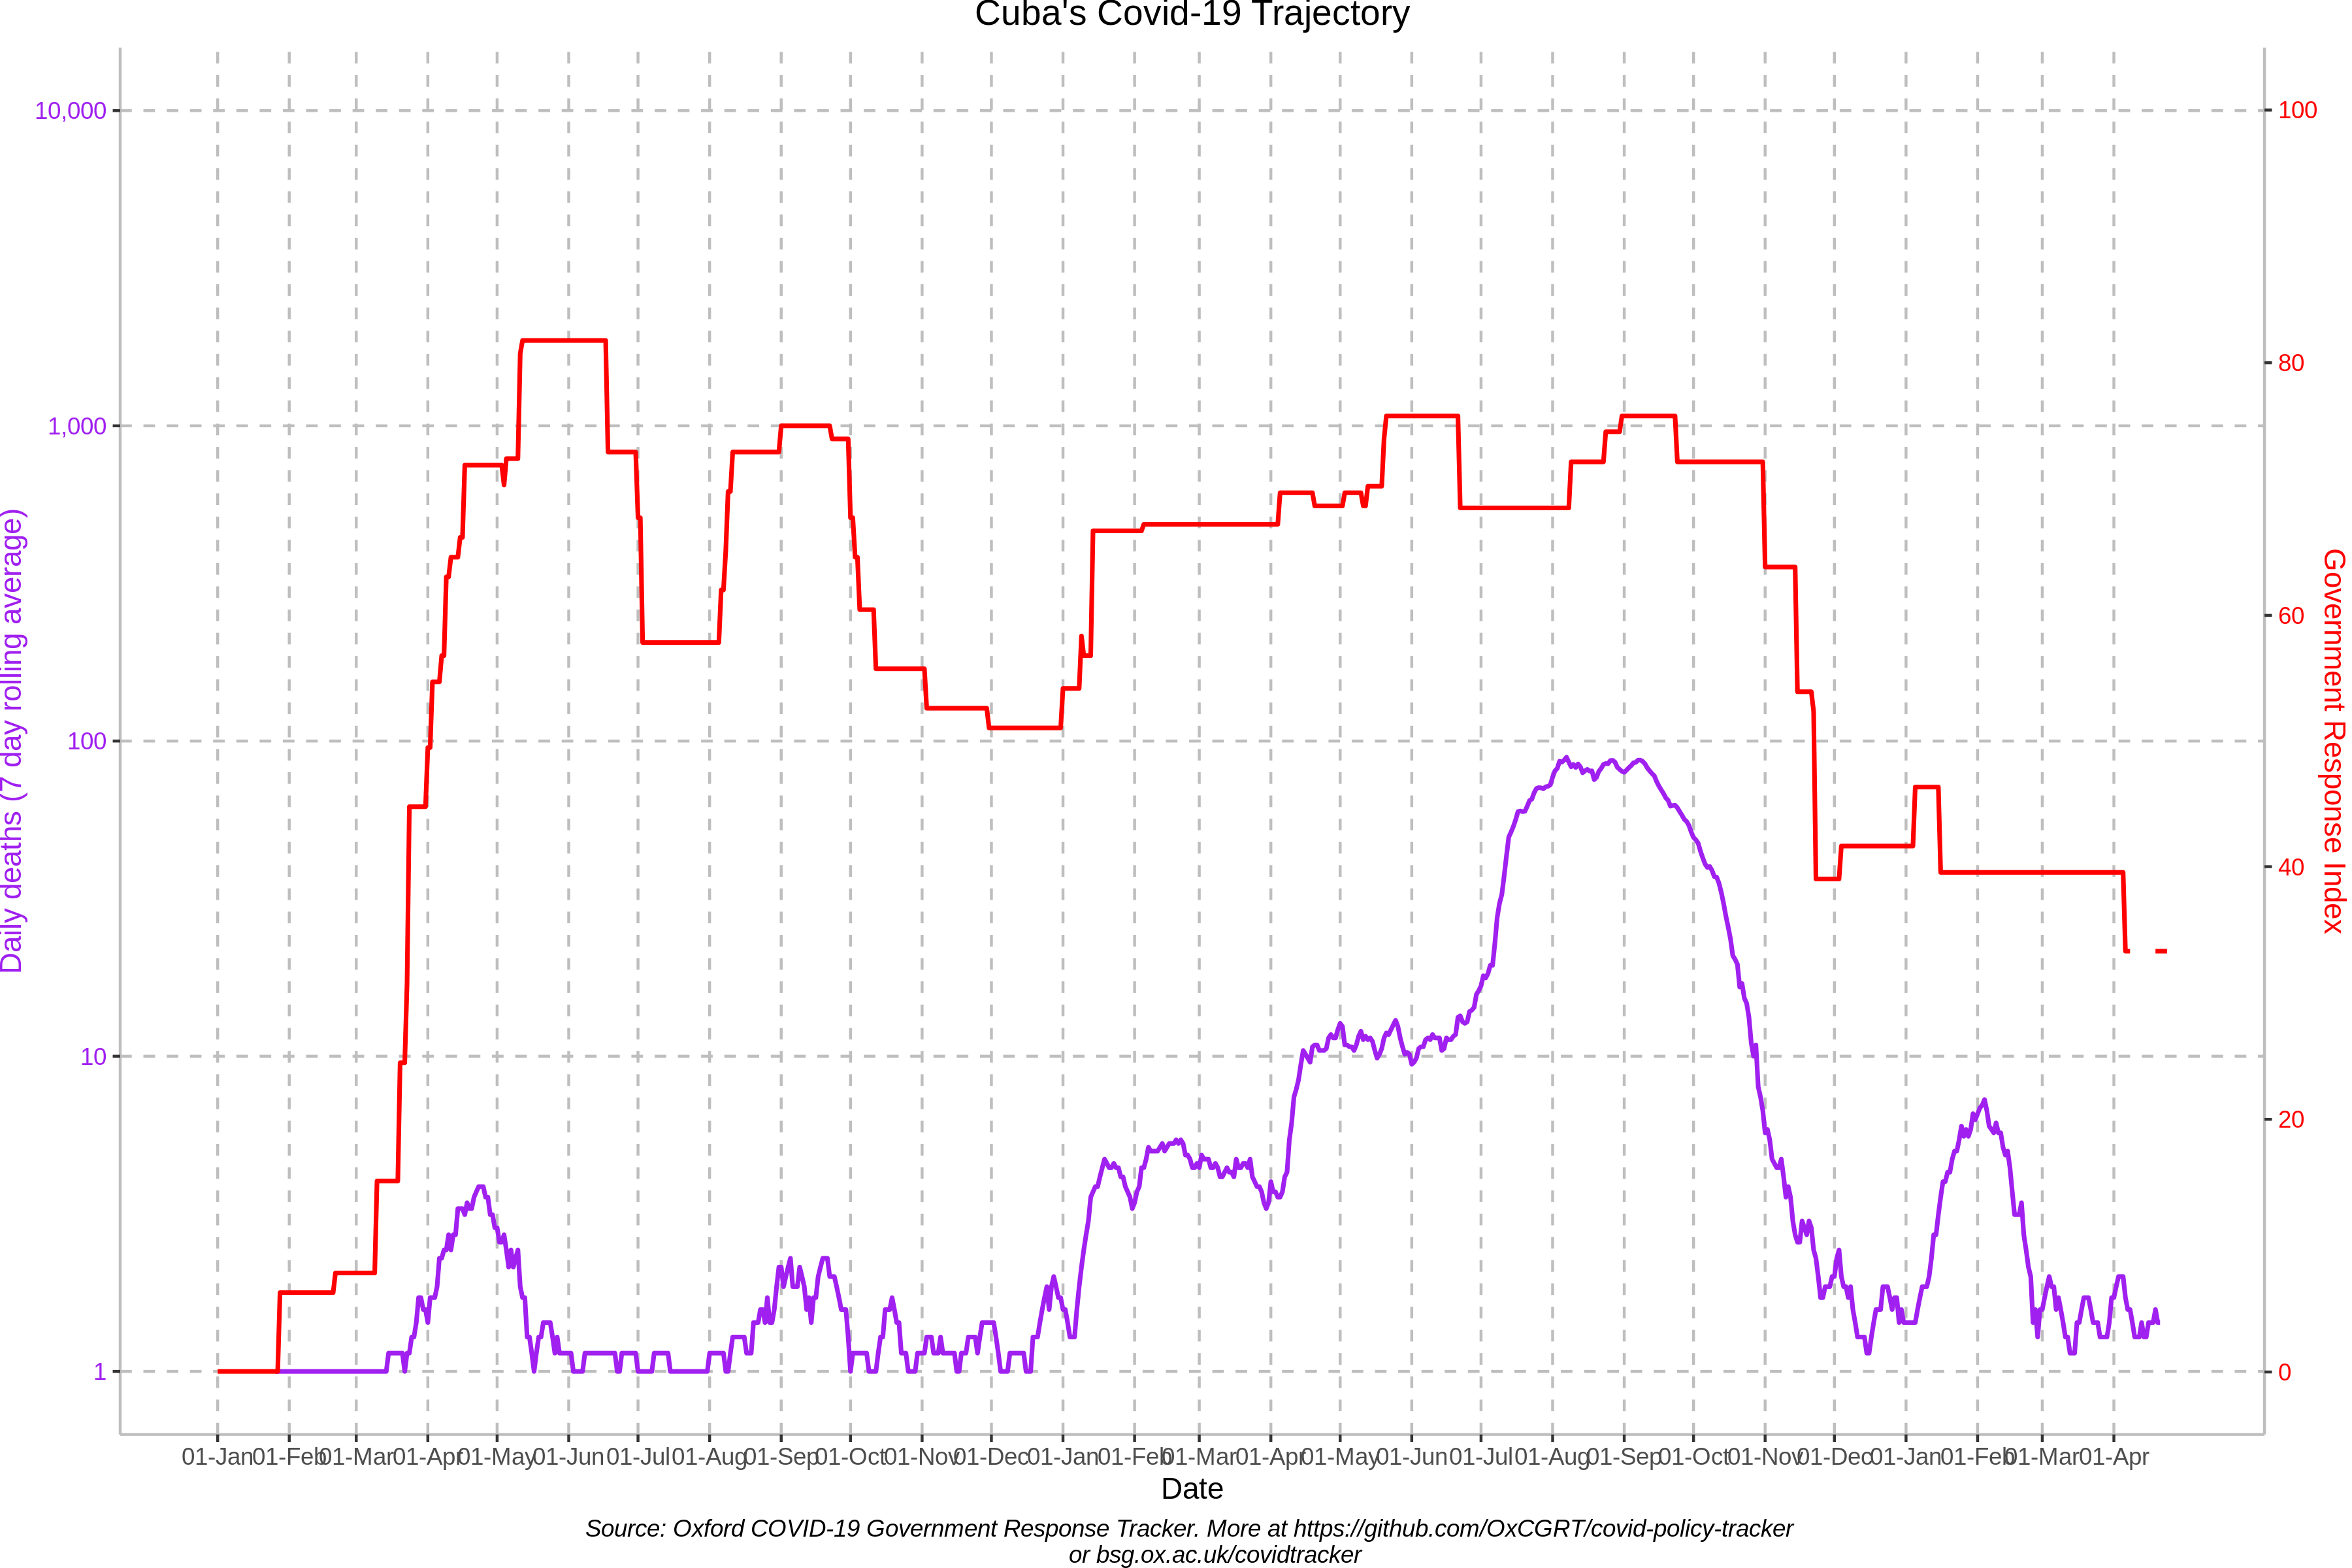 Cuba's Covid-19 Trajectory
10,000
1,000
100
10
1
Daily deaths (7 day rolling average)
100
80
60
40
20
0
Government Response Index
01-Jan 01-Feb 01-Mar 01-Apr 01-May 01-Jun 01-Jul 01-Aug 01-Sep 01-Oct 01-Nov 01-Dec 01-Jan 01-Feb 01-Mar 01-Apr 01-May 01-Jun 01-Jul 01-Aug 01-Sep 01-Oct 01-Nov 01-Dec 01-Jan 01-Feb 01-Mar 01-Apr
Date
Source: Oxford COVID-19 Government Response Tracker. More at https://github.com/OxCGRT/covid-policy-tracker
or bsg.ox.ac.uk/covidtracker